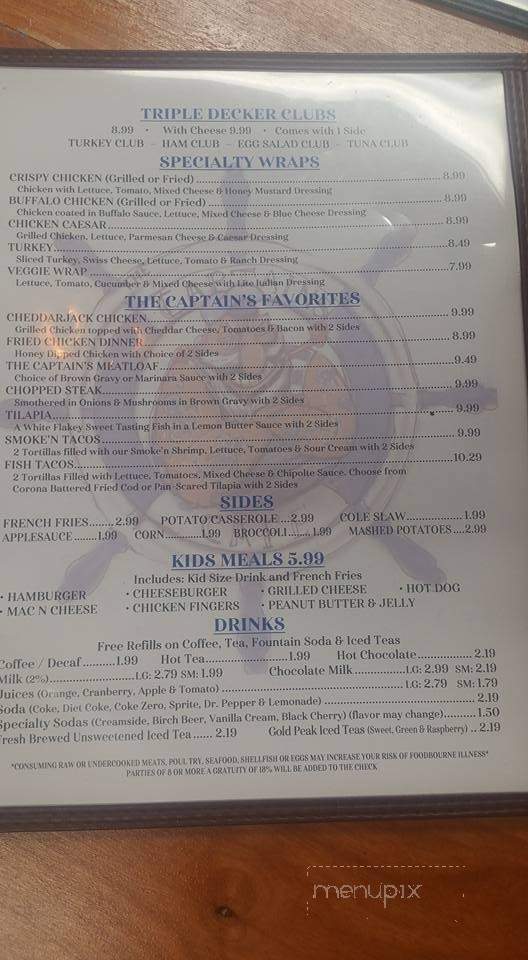 TRIPLE DECKER CLUBS
8.99 • With Cheese 9.99 • Comes with 1 Side
TURKEY CLUB - HAM CLUB - EGG SALAD CLUB - TUNA CLUB
SPECIALTY WRAPS
CRISPY CHICKEN (Grilled or Fried) 8.99
Chicken with Lettuce, Tomato, Mixed Cheese & Honey Mustard Dressing
BUFFALO CHICKEN (Grilled or Fried) 8.99
Chicken coated in Buffalo Sauce, Lettuce, Mixed Cheese & Blue Cheese Dressing
CHICKEN CAESAR 8.99
Grilled Chicken, Lettuce, Parmesan Cheese & Caesar Dressing
TURKEY 8.49
Sliced Turkey, Swiss Cheese, Lettuce, Tomato & Ranch Dressing
VEGGIE WRAP 7.99
Lettuce, Tomato, Cucumber & Mixed Cheese with Lite Italian Dressing
THE CAPTAIN'S FAVORITES
CHEDDARJACK CHICKEN 9.99
Grilled Chicken topped with Cheddar Cheese, Tomatoes & Bacon with 2 Sides
FRIED CHICKEN DINNER 8.99
Honey Dipped Chicken with Choice of 2 Sides
THE CAPTAIN'S MEATLOAF 9.49
Choice of Brown Gravy or Marinara Sauce with 2 Sides
CHOPPED STEAK 9.99
Smothered in Onions & Mushrooms in Brown Gravy with 2 Sides
TILAPIA 9.99
A White Flakey Sweet Tasting Fish in a Lemon Butter Sauce with 2 Sides
SMOKE'N TACOS 9.99
2 Tortillas filled with our Smoke'n Shrimp, Lettuce, Tomatoes & Sour Cream with 2 Sides
FISH TACOS 10.29
2 Tortillas Filled with Lettuce, Tomatoes, Mixed Cheese & Chipolte Sauce. Choose from
Corona Battered Fried Cod or Pan-Scared Tilapia with 2 Sides
SIDES
FRENCH FRIES 2.99 POTATO CASSEROLE 2.99 COLE SLAW 1.99
APPLESAUCE 1.99 CORN 1.99 BROCCOLI 1.99 MASHED POTATOES 2.99
KIDS MEALS 5.99
Includes: Kid Size Drink and French Fries
• HAMBURGER • CHEESEBURGER • GRILLED CHEESE • HOT DOG
• MAC N CHEESE • CHICKEN FINGERS • PEANUT BUTTER & JELLY
DRINKS
Free Refills on Coffee, Tea, Fountain Soda & Iced Teas
Coffee / Decaf 1.99 Hot Tea 1.99 Hot Chocolate 2.19
Milk (2%) LG: 2.79 SM: 1.99 Chocolate Milk LG: 2.99 SM: 2.19
Juices (Orange, Cranberry, Apple & Tomato) LG: 2.79 SM: 1.79
Soda (Coke, Diet Coke, Coke Zero, Sprite, Dr. Pepper & Lemonade) 2.19
Specialty Sodas (Creamside, Birch Beer, Vanilla Cream, Black Cherry) (flavor may change) 1.50
Fresh Brewed Unsweetened Iced Tea 2.19 Gold Peak Iced Teas (Sweet, Green & Raspberry) 2.19
*CONSUMING RAW OR UNDERCOOKED MEATS, POULTRY, SEAFOOD, SHELLFISH OR EGGS MAY INCREASE YOUR RISK OF FOODBOURNE ILLNESS*
PARTIES OF 8 OR MORE A GRATUITY OF 18% WILL BE ADDED TO THE CHECK
menupix